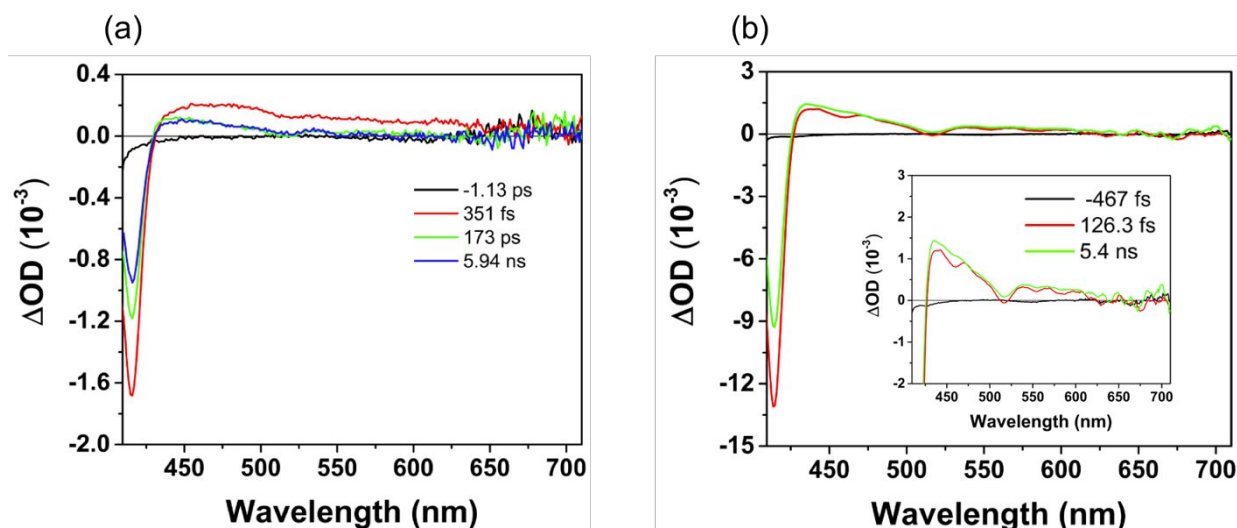 (a)
ΔOD (10⁻³)
0.4
0.0
-0.4
-0.8
-1.2
-1.6
-2.0
-1.13 ps
351 fs
173 ps
5.94 ns
450 500 550 600 650 700
Wavelength (nm)
(b)
ΔOD (10⁻³)
3
0
-3
-6
-9
-12
-15
ΔOD (10⁻³)
3
2
1
0
-1
-2
-467 fs
126.3 fs
5.4 ns
450 500 550 600 650 700
Wavelength (nm)
450 500 550 600 650 700
Wavelength (nm)